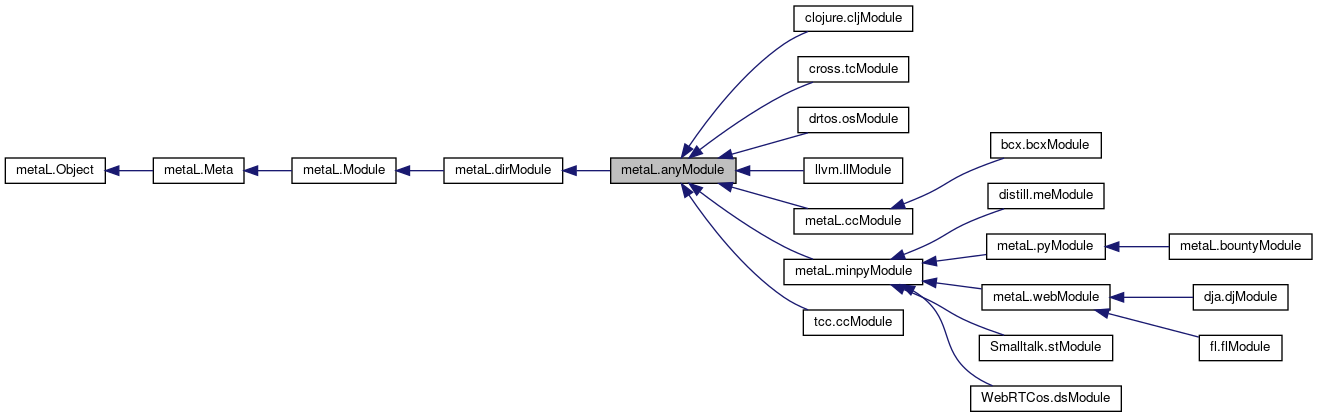 metaL.Object
metaL.Meta
metaL.Module
metaL.dirModule
metaL.anyModule
clojure.cljModule
cross.tcModule
drtos.osModule
llvm.llModule
metaL.ccModule
metaL.minpyModule
tcc.ccModule
bcx.bcxModule
distill.meModule
metaL.pyModule
metaL.webModule
Smalltalk.stModule
WebRTCos.dsModule
metaL.bountyModule
dja.djModule
fl.flModule